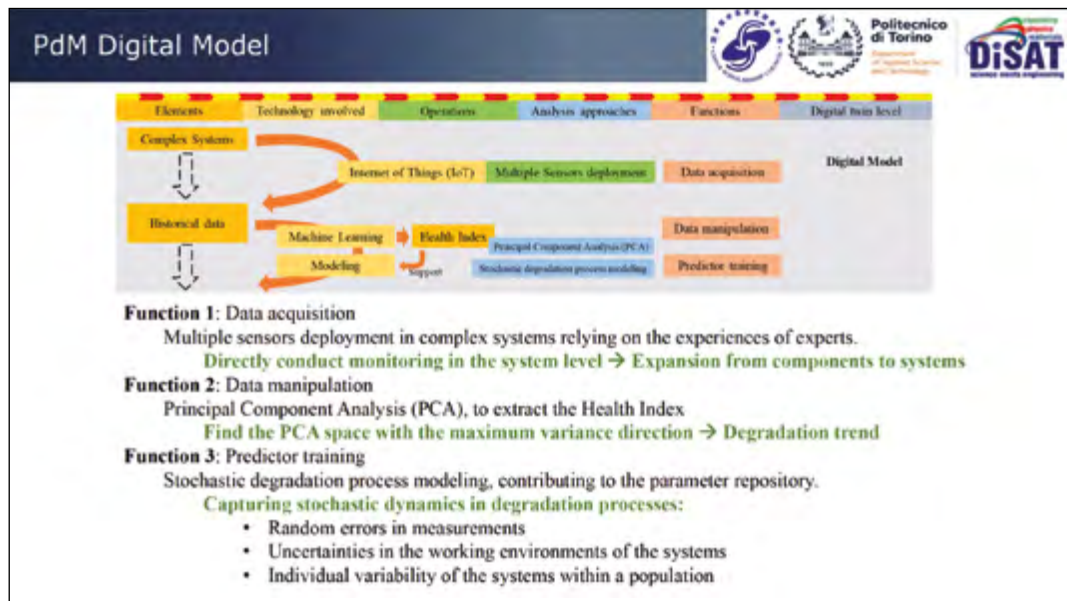 PdM Digital Model
Politecnico
di Torino
Department
of Applied Science
and Technology
DiSAT
Elements
Technology involved
Operations
Analysis approaches
Functions
Digital twin level
Complex Systems
Digital Model
Internet of Things (IoT)
Multiple Sensors deployment
Data acquisition
Historical data
Machine Learning
Health Index
Data manipulation
Principal Component Analysis (PCA)
Modeling
Support
Stochastic degradation process modeling
Predictor training
Function 1: Data acquisition
Multiple sensors deployment in complex systems relying on the experiences of experts.
Directly conduct monitoring in the system level → Expansion from components to systems
Function 2: Data manipulation
Principal Component Analysis (PCA), to extract the Health Index
Find the PCA space with the maximum variance direction → Degradation trend
Function 3: Predictor training
Stochastic degradation process modeling, contributing to the parameter repository.
Capturing stochastic dynamics in degradation processes:
• Random errors in measurements
• Uncertainties in the working environments of the systems
• Individual variability of the systems within a population